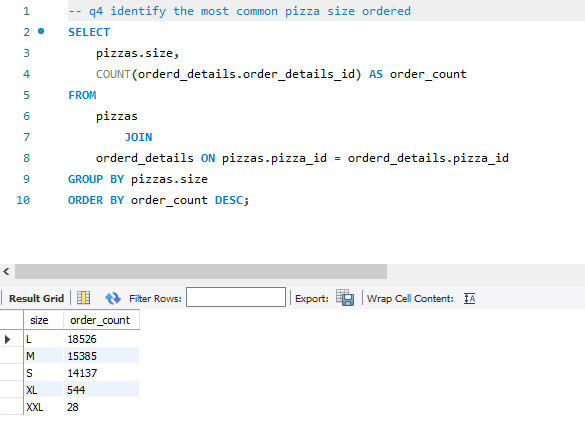 1 -- q4 identify the most common pizza size ordered
2 SELECT
3 pizzas.size,
4 COUNT(orderd_details.order_details_id) AS order_count
5 FROM
6 pizzas
7 JOIN
8 orderd_details ON pizzas.pizza_id = orderd_details.pizza_id
9 GROUP BY pizzas.size
10 ORDER BY order_count DESC;
Result Grid Filter Rows: Export: Wrap Cell Content: IA
size order_count
L 18526
M 15385
S 14137
XL 544
XXL 28